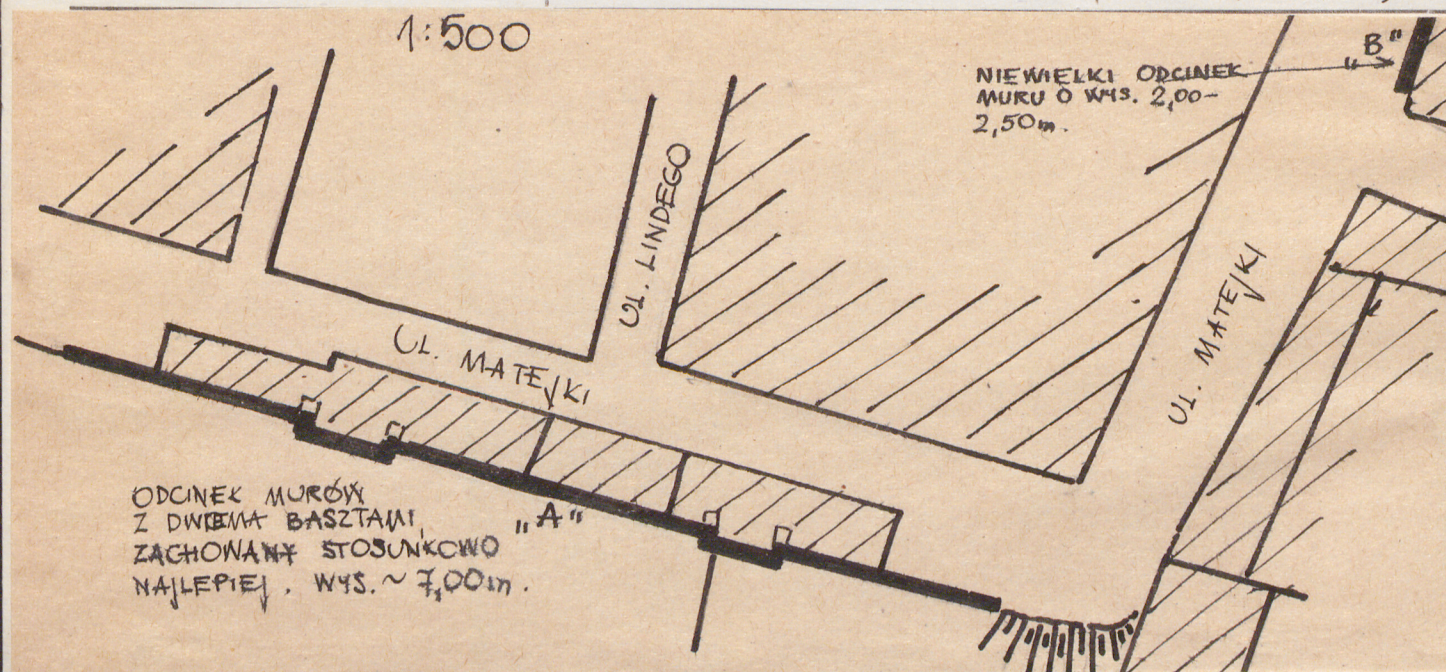 1:500
„B"
NIEWIELKI ODCINEK
MURU O WYS. 2,00-
2,50m.
UL. LINDEGO
UL. MATEJKI
UL. MATEJKI
ODCINEK MURÓW
Z DWIEMA BASZTAMI,
ZACHOWANY STOSUNKOWO
NAJLEPIEJ. WYS. ~ 7,00m.
„A"